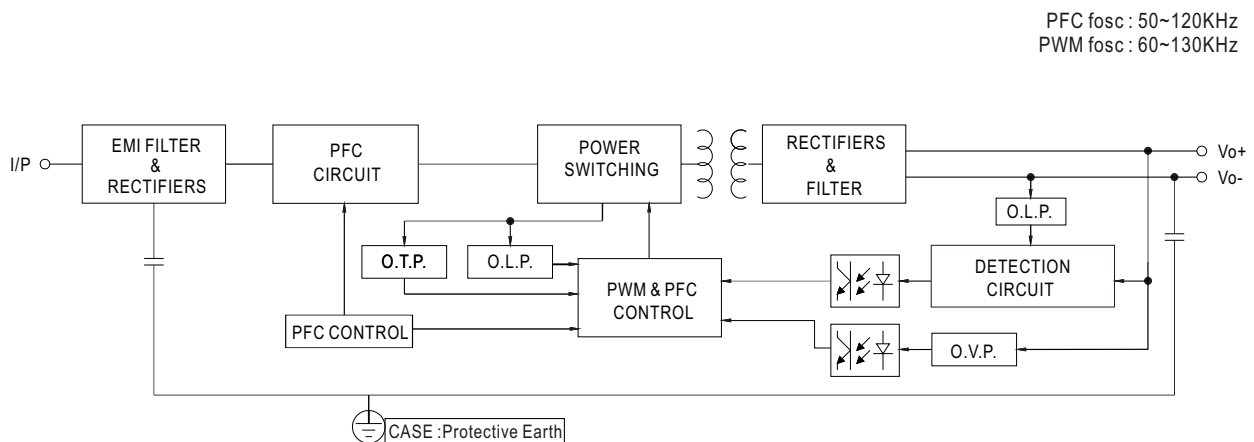 PFC fosc : 50~120KHz
PWM fosc : 60~130KHz
I/P
EMI FILTER
&
RECTIFIERS
PFC
CIRCUIT
POWER
SWITCHING
RECTIFIERS
&
FILTER
Vo+
Vo-
O.L.P.
O.T.P.
O.L.P.
PWM & PFC
CONTROL
DETECTION
CIRCUIT
PFC CONTROL
O.V.P.
CASE :Protective Earth